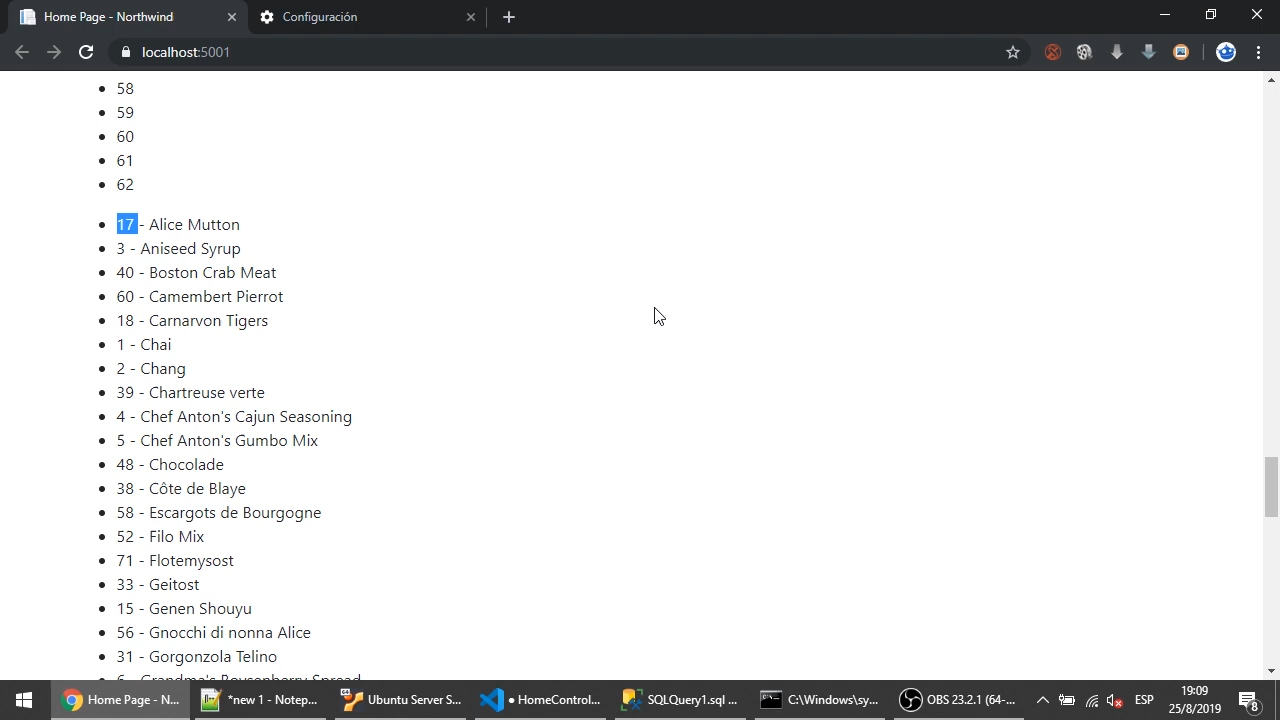 Home Page - Northwind
Configuración
localhost:5001
58
59
60
61
62
17 - Alice Mutton
3 - Aniseed Syrup
40 - Boston Crab Meat
60 - Camembert Pierrot
18 - Carnarvon Tigers
1 - Chai
2 - Chang
39 - Chartreuse verte
4 - Chef Anton's Cajun Seasoning
5 - Chef Anton's Gumbo Mix
48 - Chocolade
38 - Côte de Blaye
58 - Escargots de Bourgogne
52 - Filo Mix
71 - Flotemysost
33 - Geitost
15 - Genen Shouyu
56 - Gnocchi di nonna Alice
31 - Gorgonzola Telino
6 - Grandma's Boysenberry Spread
Home Page - N...
*new 1 - Notep...
Ubuntu Server S...
● HomeControl...
SQLQuery1.sql ...
C:\Windows\sy...
OBS 23.2.1 (64-...
ESP
19:09
25/8/2019
8